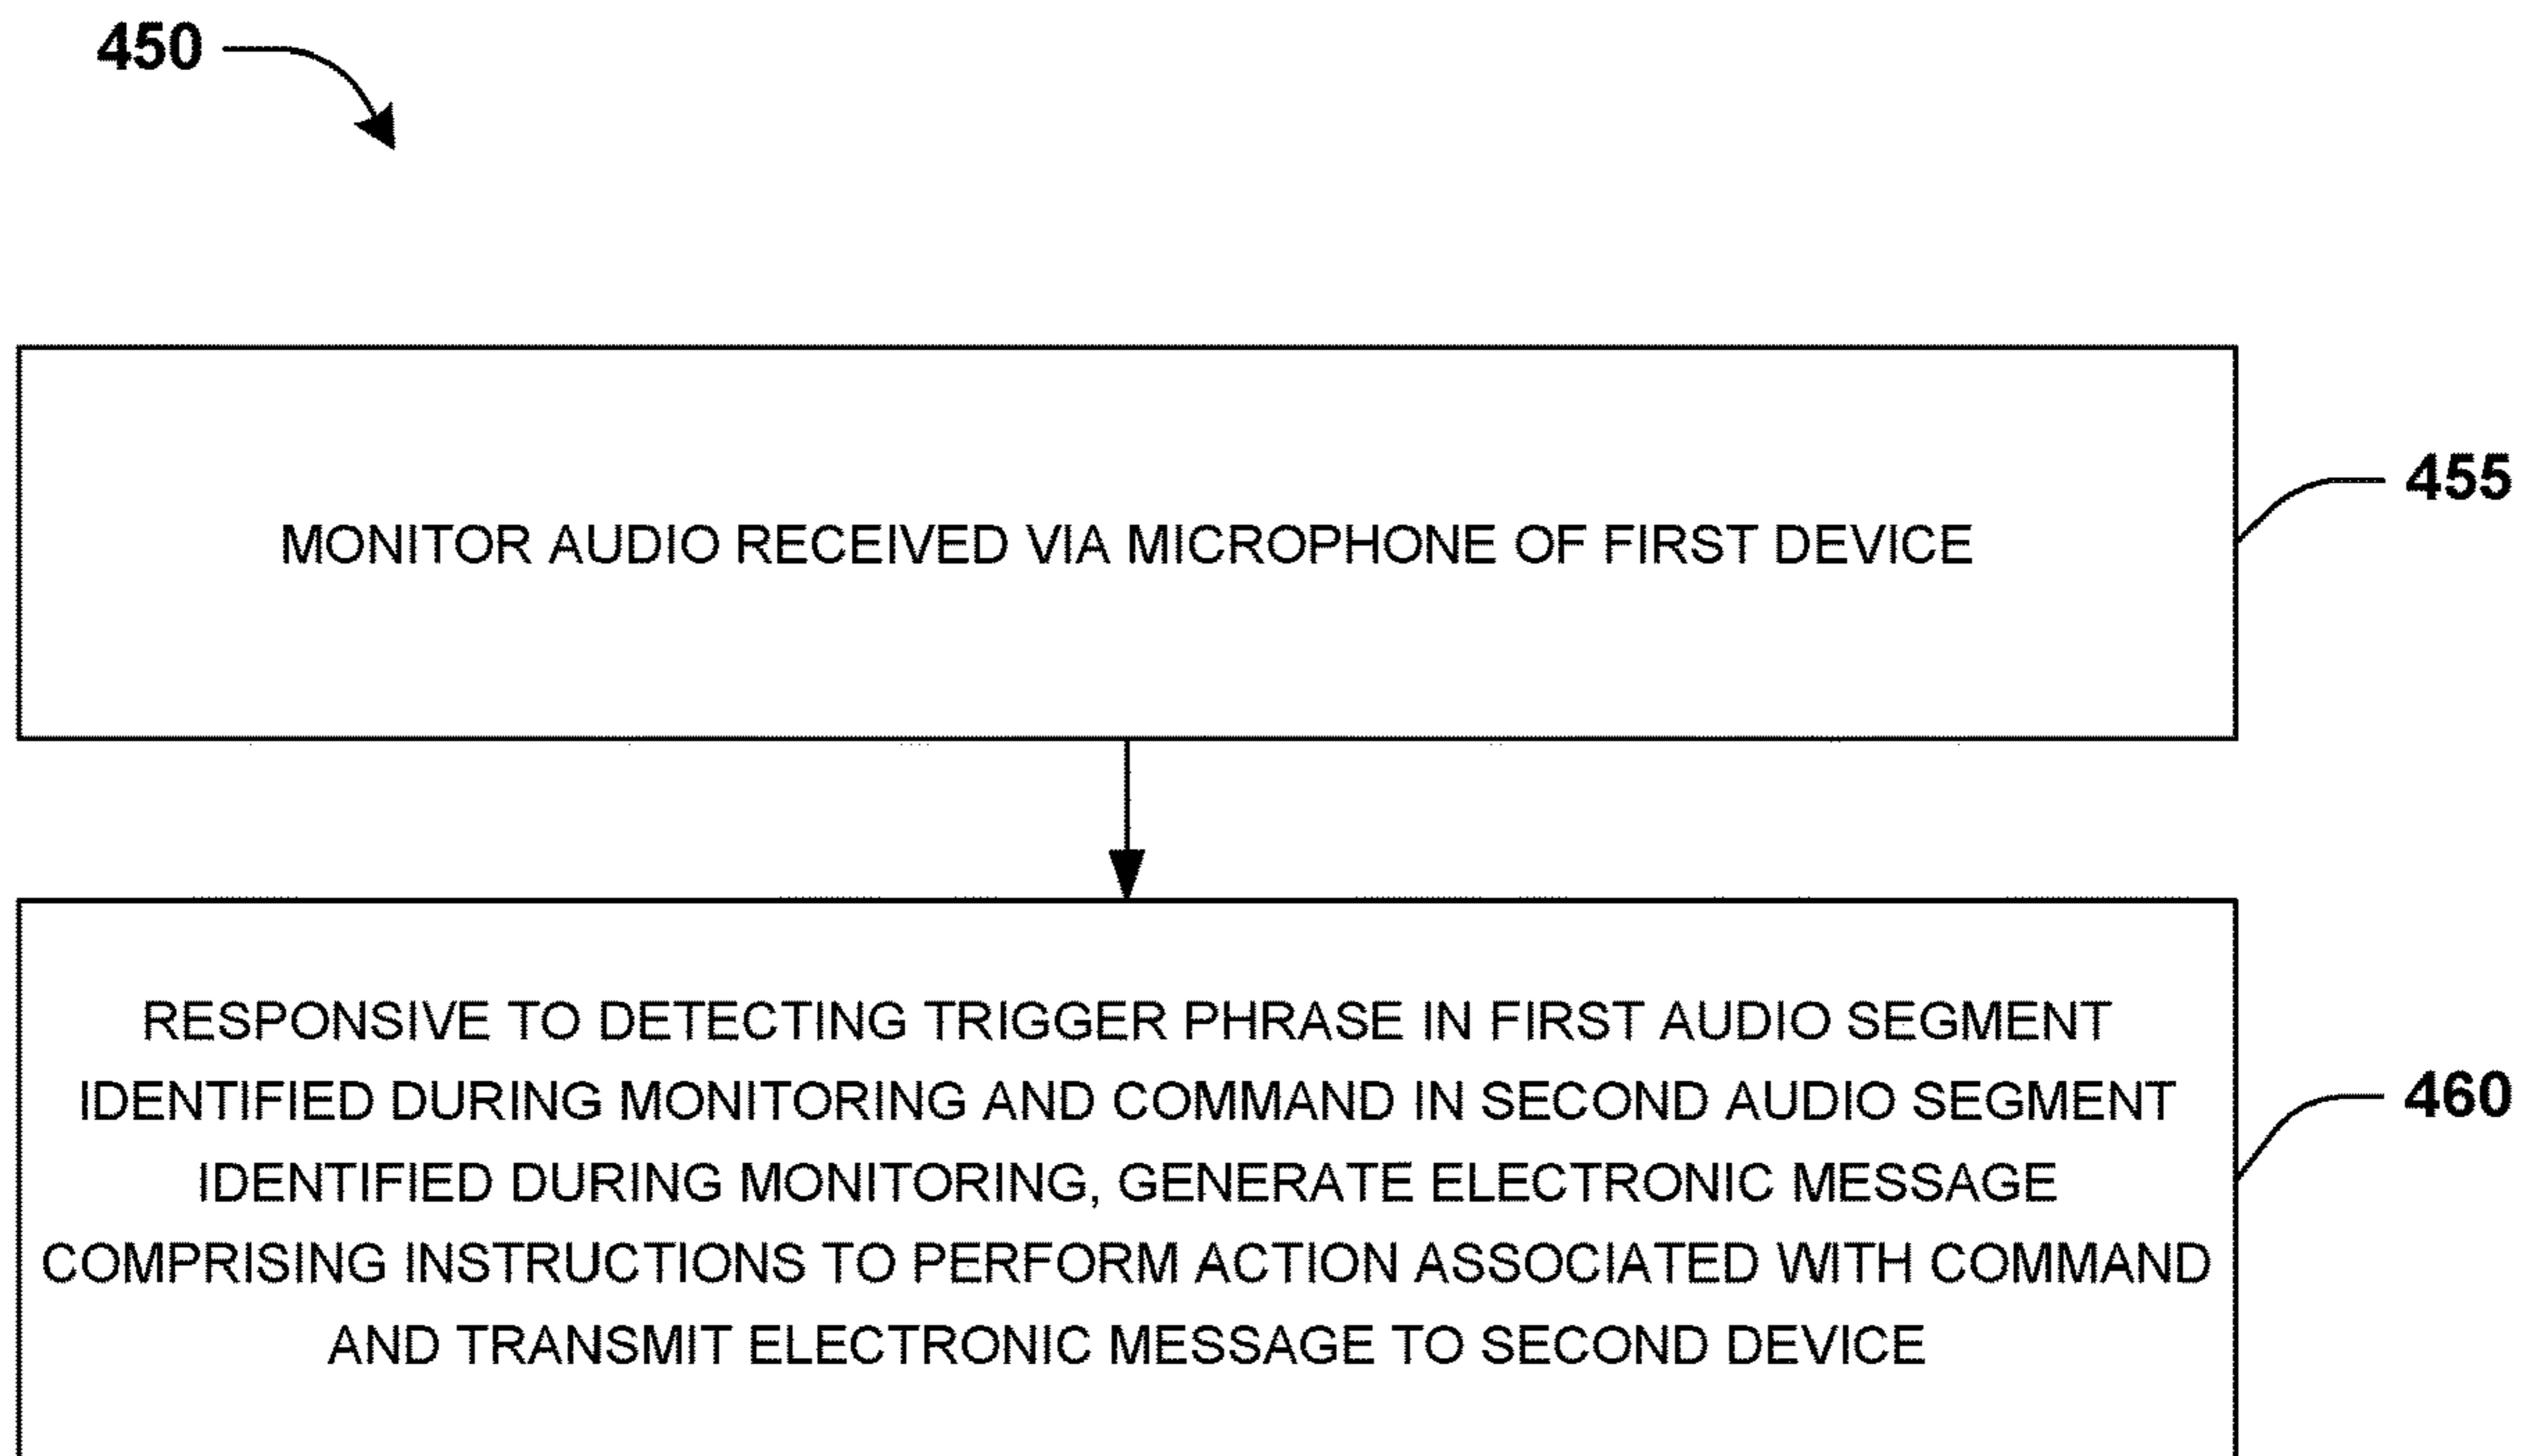 450
MONITOR AUDIO RECEIVED VIA MICROPHONE OF FIRST DEVICE
455
RESPONSIVE TO DETECTING TRIGGER PHRASE IN FIRST AUDIO SEGMENT
IDENTIFIED DURING MONITORING AND COMMAND IN SECOND AUDIO SEGMENT
IDENTIFIED DURING MONITORING, GENERATE ELECTRONIC MESSAGE
COMPRISING INSTRUCTIONS TO PERFORM ACTION ASSOCIATED WITH COMMAND
AND TRANSMIT ELECTRONIC MESSAGE TO SECOND DEVICE
460